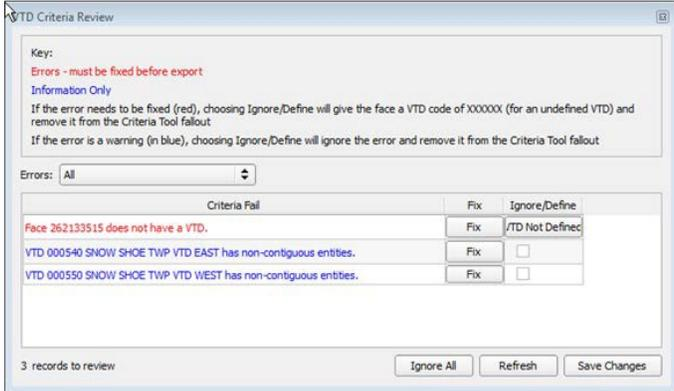 VTD Criteria Review
Key:
Errors - must be fixed before export
Information Only
If the error needs to be fixed (red), choosing Ignore/Define will give the face a VTD code of XXXXXX (for an undefined VTD) and
remove it from the Criteria Tool fallout
If the error is a warning (in blue), choosing Ignore/Define will ignore the error and remove it from the Criteria Tool fallout
Errors: All
Criteria Fail Fix Ignore/Define
Face 262133515 does not have a VTD. Fix VTD Not Defined
VTD 000540 SNOW SHOE TWP VTD EAST has non-contiguous entities. Fix
VTD 000550 SNOW SHOE TWP VTD WEST has non-contiguous entities. Fix
3 records to review Ignore All Refresh Save Changes